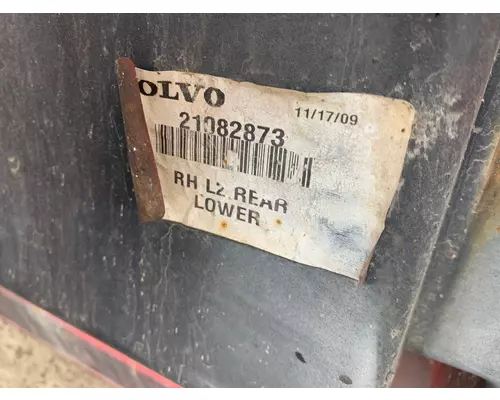 OLVO
11/17/09
21082873
RH L2 REAR
LOWER